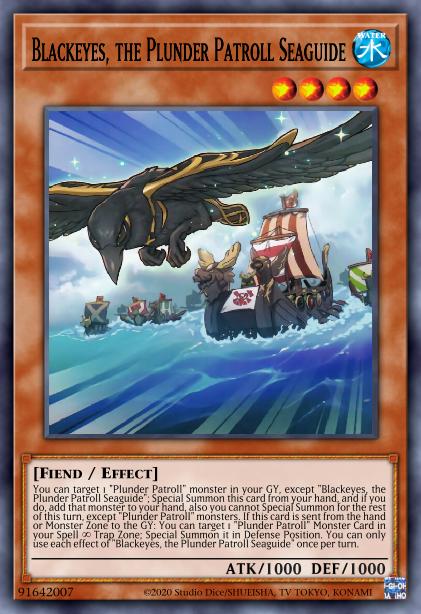 BLACKEYES, THE PLUNDER PATROLL SEAGUIDE
WATER
水
[FIEND / EFFECT]
You can target 1 "Plunder Patroll" monster in your GY, except "Blackeyes, the
Plunder Patroll Seaguide"; Special Summon this card from your hand, and if you
do, add that monster to your hand, also you cannot Special Summon for the rest
of this turn, except "Plunder Patroll" monsters. If this card is sent from the hand
or Monster Zone to the GY: You can target 1 "Plunder Patroll" Monster Card in
your Spell ∞ Trap Zone; Special Summon it in Defense Position. You can only
use each effect of "Blackeyes, the Plunder Patroll Seaguide" once per turn.
ATK/1000 DEF/1000
91642007 ©2020 Studio Dice/SHUEISHA, TV TOKYO, KONAMI